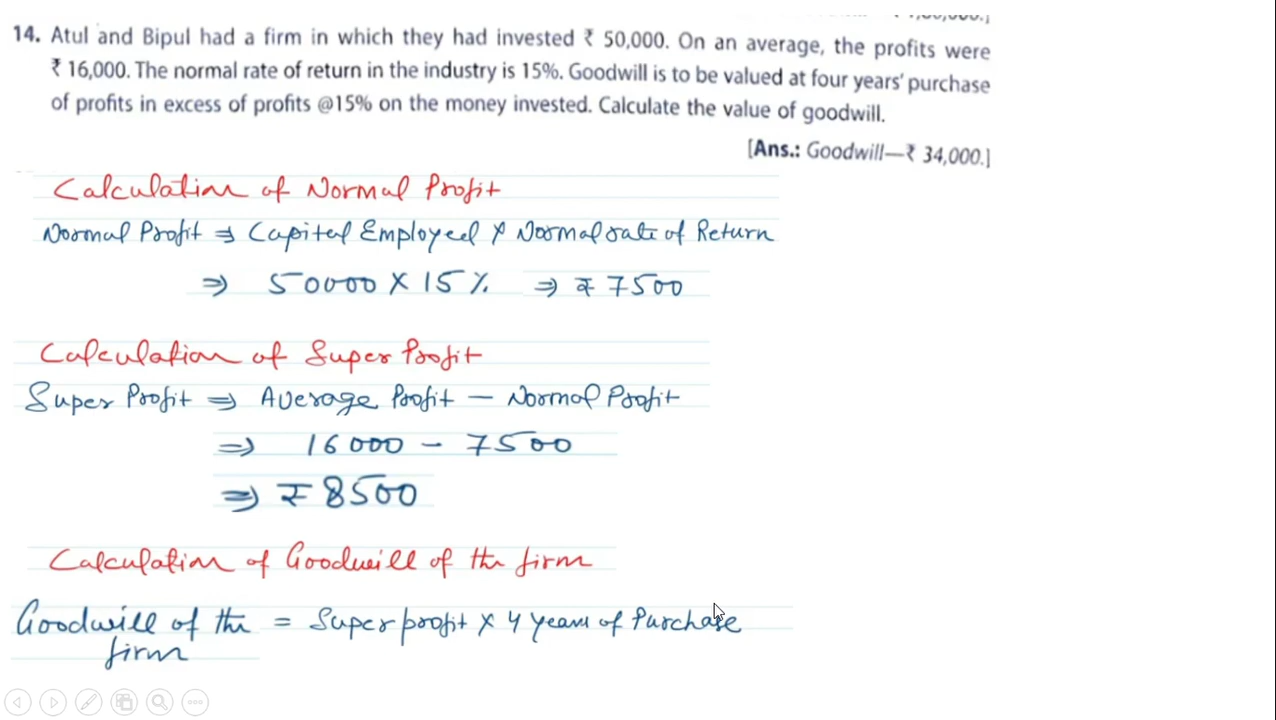 14. Atul and Bipul had a firm in which they had invested ₹ 50,000. On an average, the profits were
₹ 16,000. The normal rate of return in the industry is 15%. Goodwill is to be valued at four years' purchase
of profits in excess of profits @15% on the money invested. Calculate the value of goodwill.
[Ans.: Goodwill—₹ 34,000.]
Calculation of Normal Profit
Normal Profit ⇒ Capital Employed × Normal rate of Return
⇒ 50000 × 15% ⇒ ₹ 7500
Calculation of Super Profit
Super Profit ⇒ Average Profit – Normal Profit
⇒ 16000 – 7500
⇒ ₹ 8500
Calculation of Goodwill of the firm
Goodwill of the = Super profit × 4 years of Purchase
firm